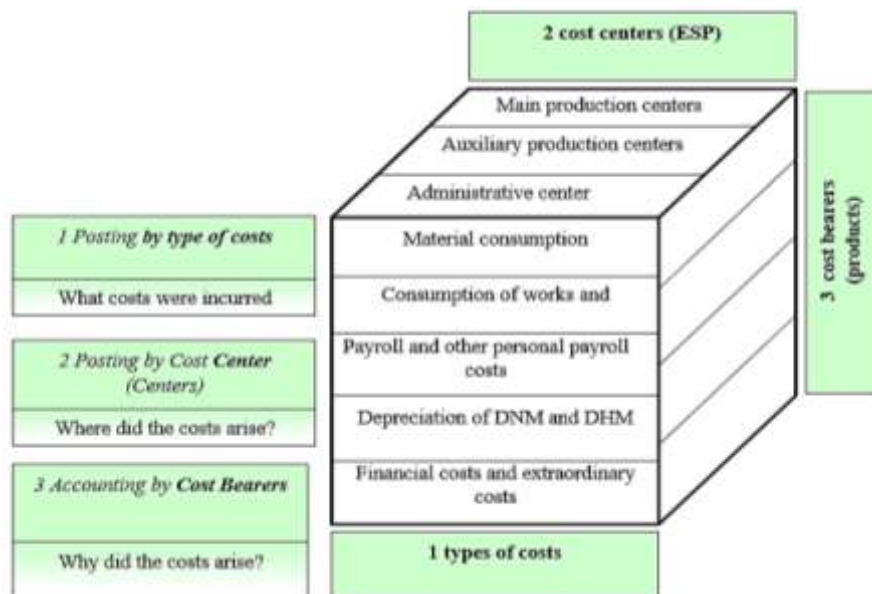 2 cost centers (ESP)
Main production centers
Auxiliary production centers
Administrative center
1 Posting by type of costs
What costs were incurred
2 Posting by Cost Center
(Centers)
Where did the costs arise?
3 Accounting by Cost Bearers
Why did the costs arise?
Material consumption
Consumption of works and
Payroll and other personal payroll
costs
Depreciation of DNM and DHM
Financial costs and extraordinary
costs
1 types of costs
3 cost bearers
(products)